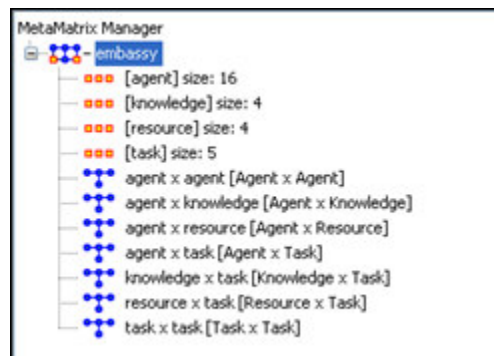 MetaMatrix Manager
embassy
[agent] size: 16
[knowledge] size: 4
[resource] size: 4
[task] size: 5
agent x agent [Agent x Agent]
agent x knowledge [Agent x Knowledge]
agent x resource [Agent x Resource]
agent x task [Agent x Task]
knowledge x task [Knowledge x Task]
resource x task [Resource x Task]
task x task [Task x Task]